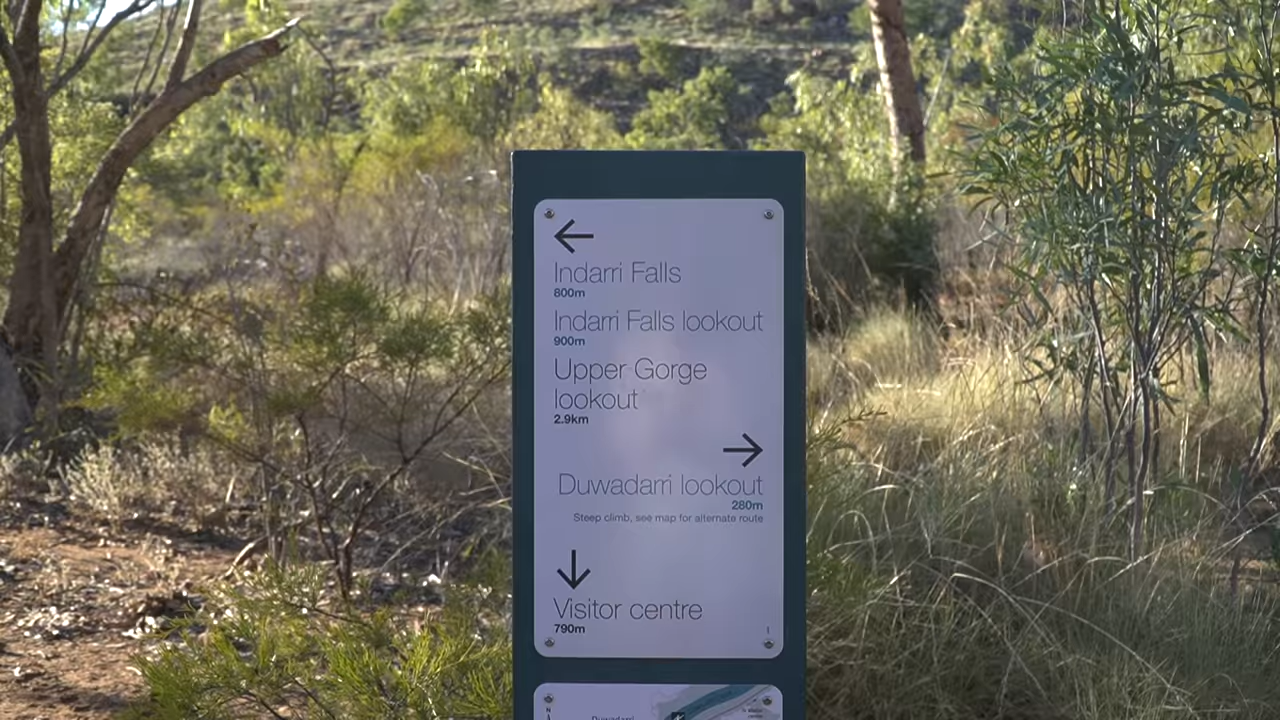 Indarri Falls
800m
Indarri Falls lookout
900m
Upper Gorge
lookout
2.9km
Duwadarri lookout
280m
Steep climb, see map for alternate route
Visitor centre
790m
Duwadarri